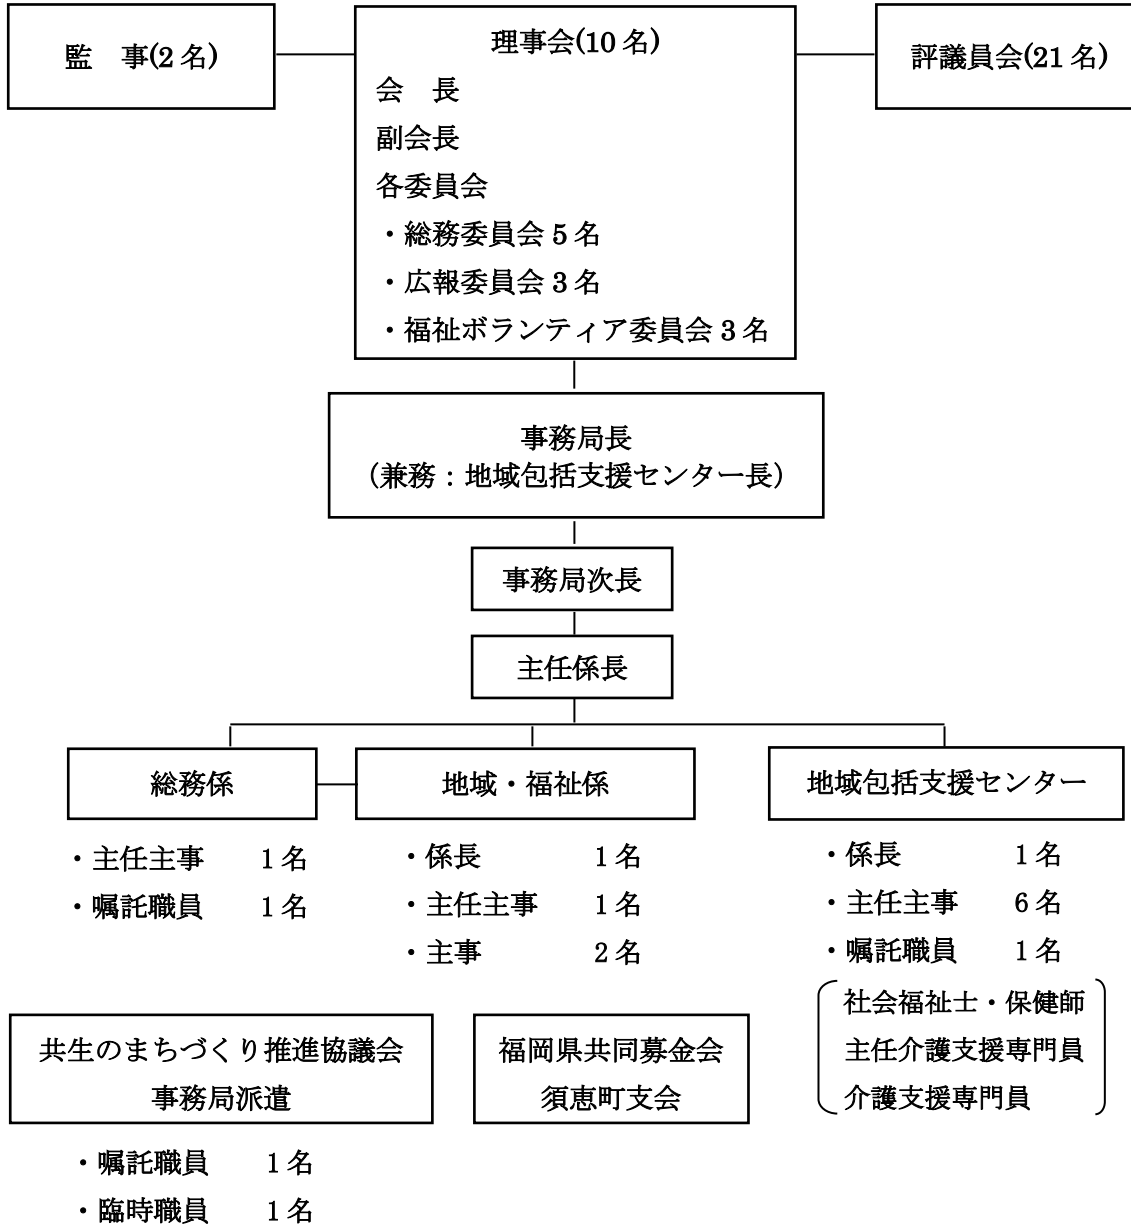 監　事(2名)
理事会(10名)
評議員会(21名)
会　長
副会長
各委員会
・総務委員会5名
・広報委員会3名
・福祉ボランティア委員会3名
事務局長
（兼務：地域包括支援センター長）
事務局次長
主任係長
総務係
・主任主事　1名
・嘱託職員　1名
地域・福祉係
・係長　1名
・主任主事　1名
・主事　2名
地域包括支援センター
・係長　1名
・主任主事　6名
・嘱託職員　1名
社会福祉士・保健師
主任介護支援専門員
介護支援専門員
共生のまちづくり推進協議会
事務局派遣
・嘱託職員　1名
・臨時職員　1名
福岡県共同募金会
須恵町支会